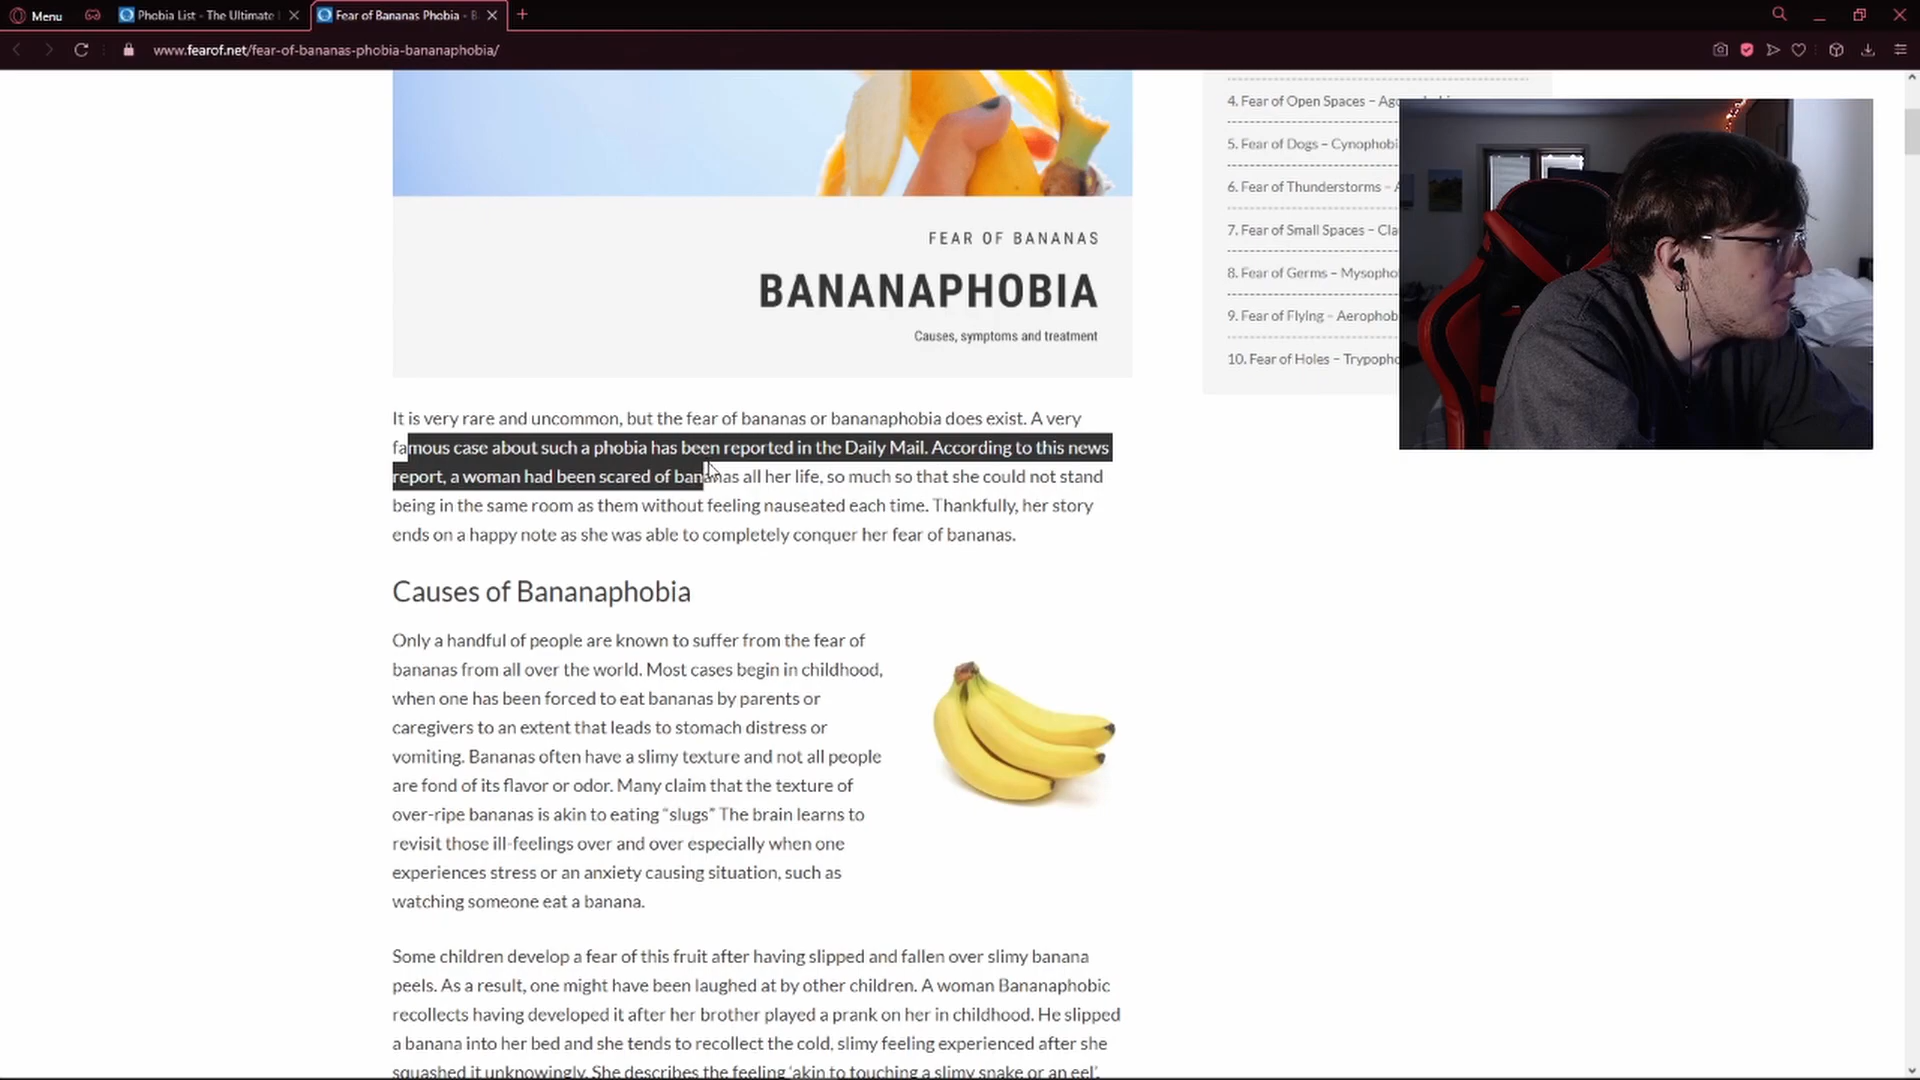 Menu
Phobia List - The Ultimate
Fear of Bananas Phobia - B
www.fearof.net/fear-of-bananas-phobia-bananaphobia/
FEAR OF BANANAS
BANANAPHOBIA
Causes, symptoms and treatment
4. Fear of Open Spaces –
5. Fear of Dogs – Cynophobi
6. Fear of Thunderstorms – A
7. Fear of Small Spaces – Cla
8. Fear of Germs – Mysopho
9. Fear of Flying – Aerophob
10. Fear of Holes – Trypopho
It is very rare and uncommon, but the fear of bananas or bananaphobia does exist. A very
famous case about such a phobia has been reported in the Daily Mail. According to this news
report, a woman had been scared of bananas all her life, so much so that she could not stand
being in the same room as them without feeling nauseated each time. Thankfully, her story
ends on a happy note as she was able to completely conquer her fear of bananas.
Causes of Bananaphobia
Only a handful of people are known to suffer from the fear of
bananas from all over the world. Most cases begin in childhood,
when one has been forced to eat bananas by parents or
caregivers to an extent that leads to stomach distress or
vomiting. Bananas often have a slimy texture and not all people
are fond of its flavor or odor. Many claim that the texture of
over-ripe bananas is akin to eating “slugs” The brain learns to
revisit those ill-feelings over and over especially when one
experiences stress or an anxiety causing situation, such as
watching someone eat a banana.
Some children develop a fear of this fruit after having slipped and fallen over slimy banana
peels. As a result, one might have been laughed at by other children. A woman Bananaphobic
recollects having developed it after her brother played a prank on her in childhood. He slipped
a banana into her bed and she tends to recollect the cold, slimy feeling experienced after she
squashed it unknowingly. She describes the feeling ‘akin to touching a slimy snake or an eel’.